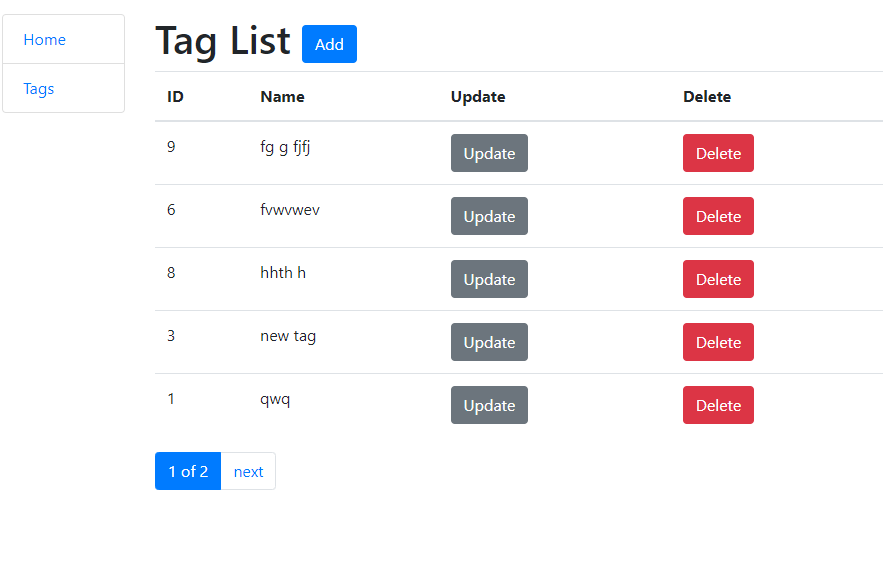 Home
Tags
Tag List Add
ID Name Update Delete
9 fg g fjfj Update Delete
6 fvwvwev Update Delete
8 hhth h Update Delete
3 new tag Update Delete
1 qwq Update Delete
1 of 2 next